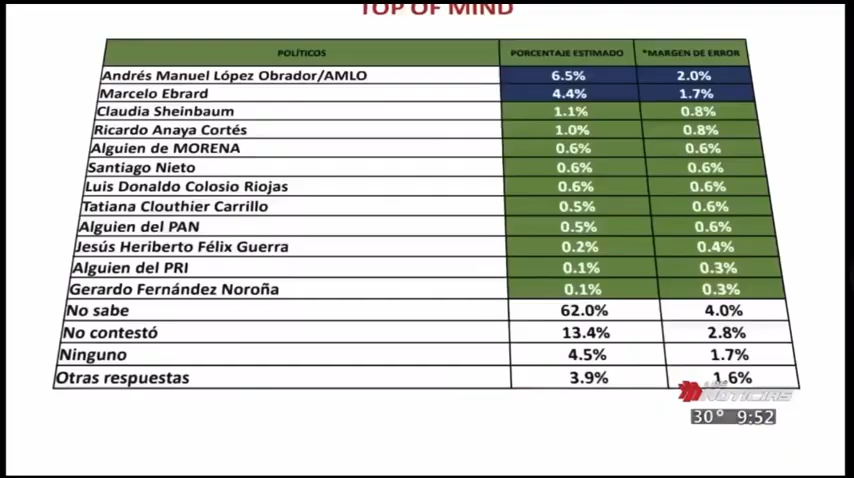 TOP OF MIND
POLÍTICOS PORCENTAJE ESTIMADO *MARGEN DE ERROR
Andrés Manuel López Obrador/AMLO 6.5% 2.0%
Marcelo Ebrard 4.4% 1.7%
Claudia Sheinbaum 1.1% 0.8%
Ricardo Anaya Cortés 1.0% 0.8%
Alguien de MORENA 0.6% 0.6%
Santiago Nieto 0.6% 0.6%
Luis Donaldo Colosio Riojas 0.6% 0.6%
Tatiana Clouthier Carrillo 0.5% 0.6%
Alguien del PAN 0.5% 0.6%
Jesús Heriberto Félix Guerra 0.2% 0.4%
Alguien del PRI 0.1% 0.3%
Gerardo Fernández Noroña 0.1% 0.3%
No sabe 62.0% 4.0%
No contestó 13.4% 2.8%
Ninguno 4.5% 1.7%
Otras respuestas 3.9% 1.6%
NOTICIAS
30° 9:52